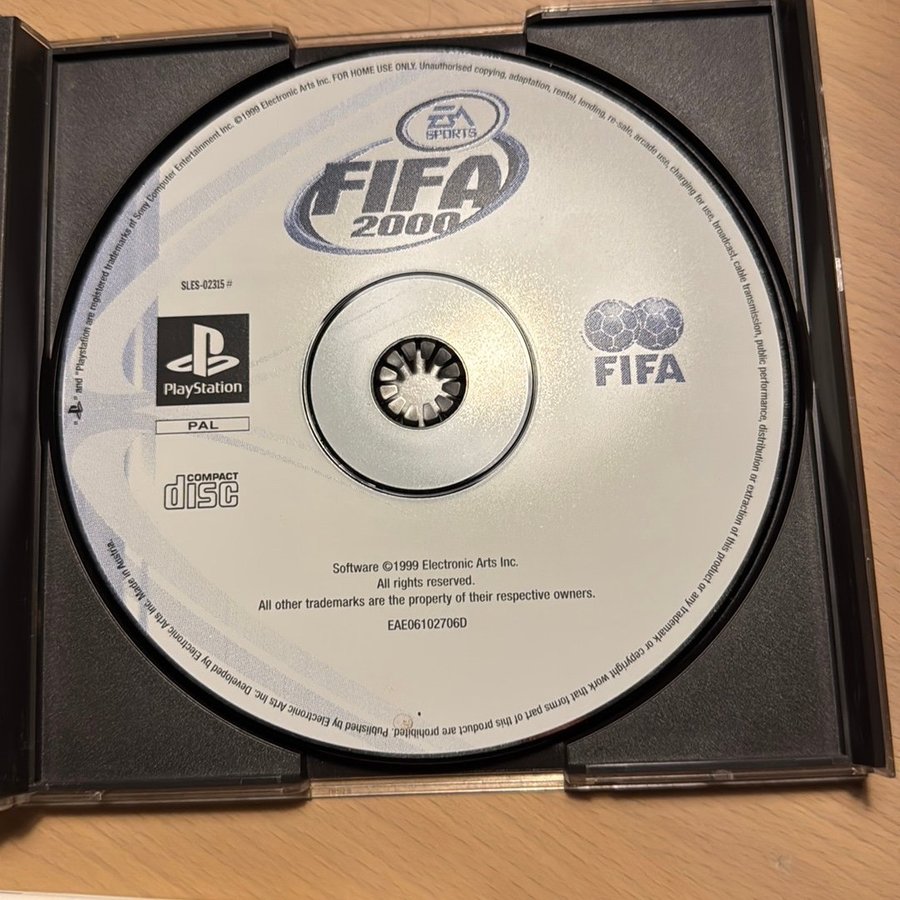 EA
SPORTS
FIFA
2000
SLES-02315 #
PlayStation
PAL
COMPACT
disc
FIFA
Software ©1999 Electronic Arts Inc.
All rights reserved.
All other trademarks are the property of their respective owners.
EAE06102706D
" " and "Playstation are registered trademarks of Sony Computer Entertainment Inc. ©1999 Electronic Arts Inc. FOR HOME USE ONLY. Unauthorised copying, adaptation, rental, lending, re-sale, arcade use, charging for use, broadcast, cable transmission, public performance, distribution or extraction of this product or any trademark or copyright work that forms part of this product are prohibited. Published by Electronic Arts Inc. Developed by Electronic Arts Inc. Made in Austria.